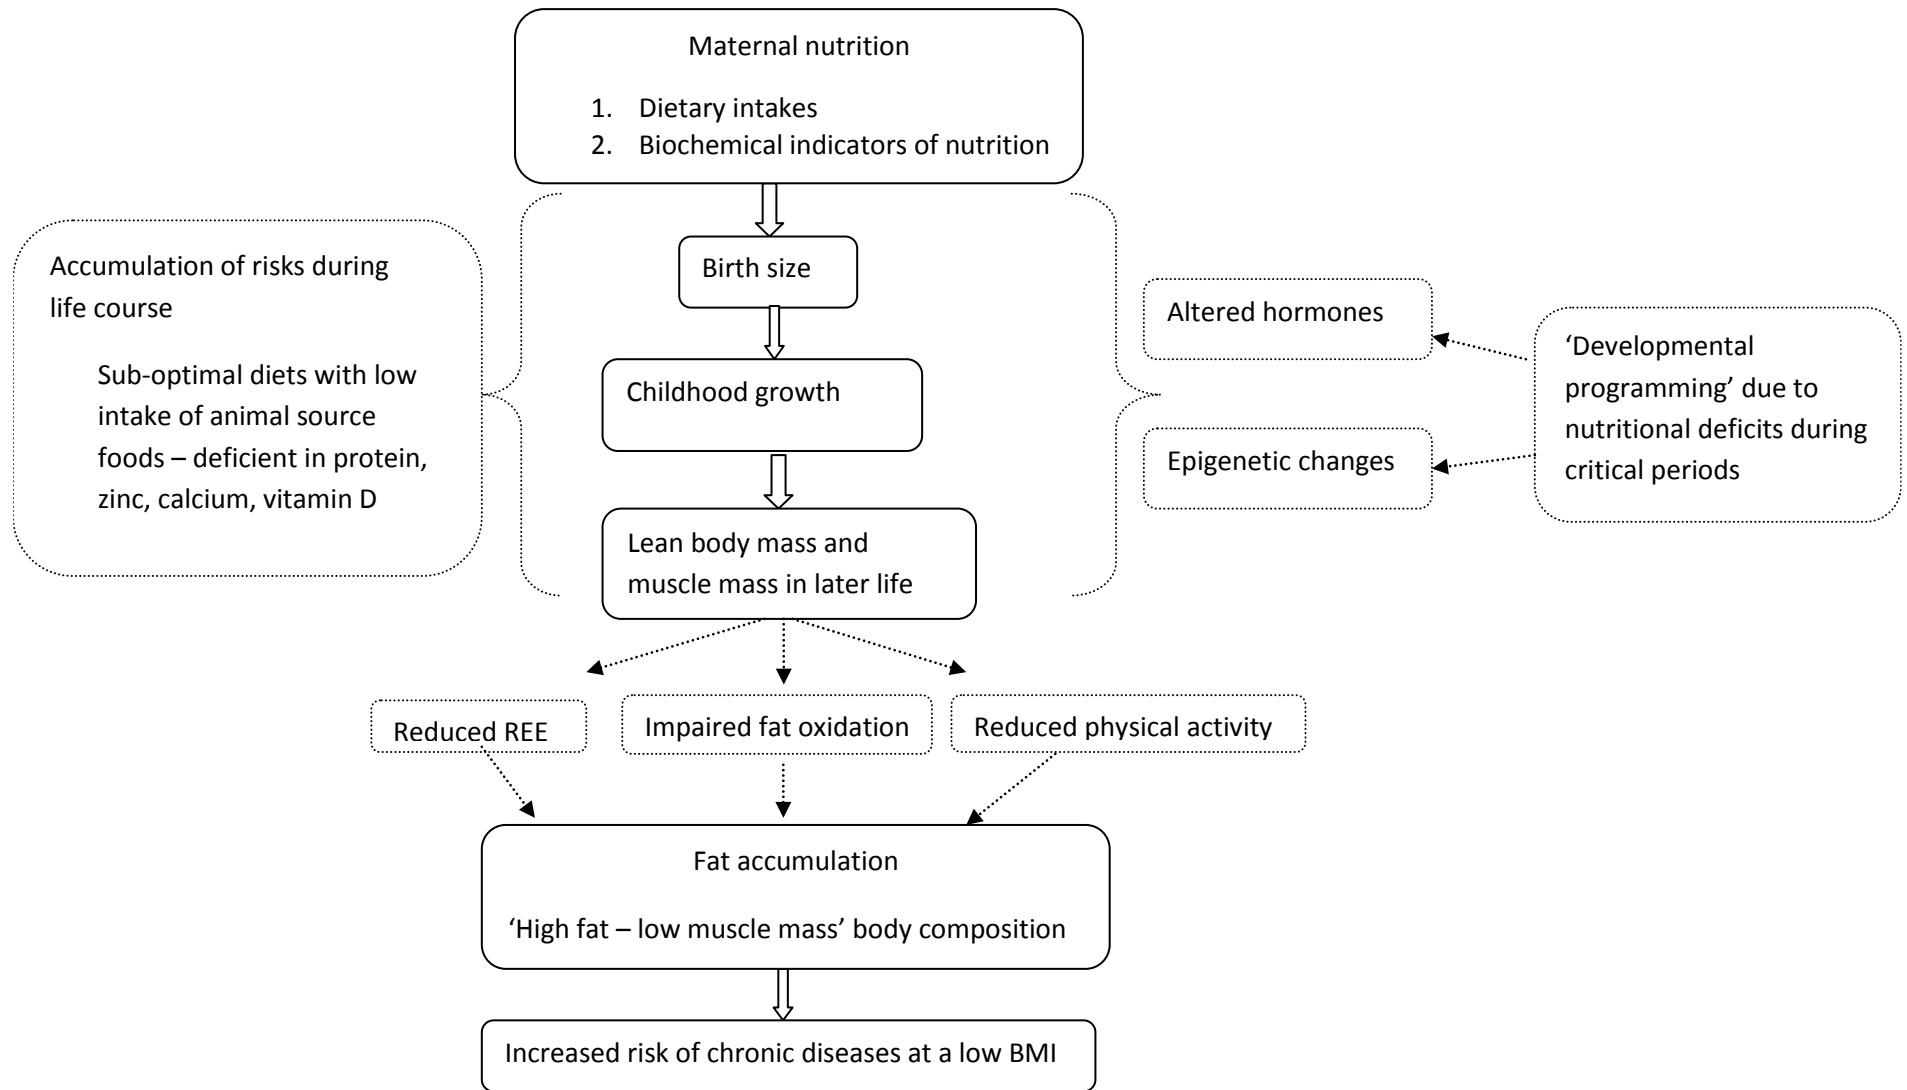 Maternal nutrition
1. Dietary intakes
2. Biochemical indicators of nutrition
Birth size
Accumulation of risks during
life course
Sub-optimal diets with low
intake of animal source
foods – deficient in protein,
zinc, calcium, vitamin D
Childhood growth
Lean body mass and
muscle mass in later life
Altered hormones
Epigenetic changes
‘Developmental
programming’ due to
nutritional deficits during
critical periods
Reduced REE
Impaired fat oxidation
Reduced physical activity
Fat accumulation
‘High fat – low muscle mass’ body composition
Increased risk of chronic diseases at a low BMI